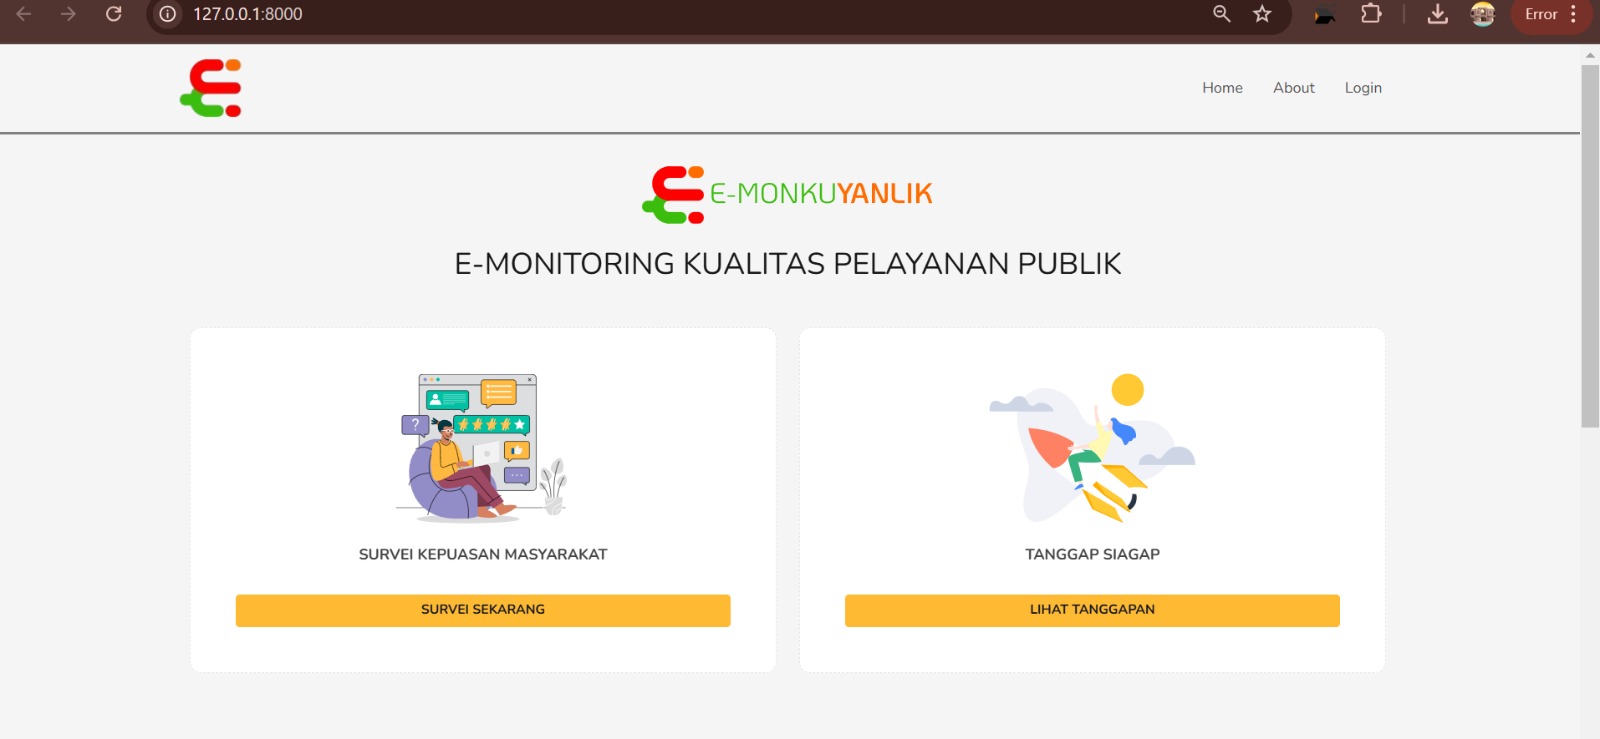 127.0.0.1:8000
Error
Home About Login
E-MONKUYANLIK
E-MONITORING KUALITAS PELAYANAN PUBLIK
?
SURVEI KEPUASAN MASYARAKAT
TANGGAP SIAGAP
SURVEI SEKARANG
LIHAT TANGGAPAN